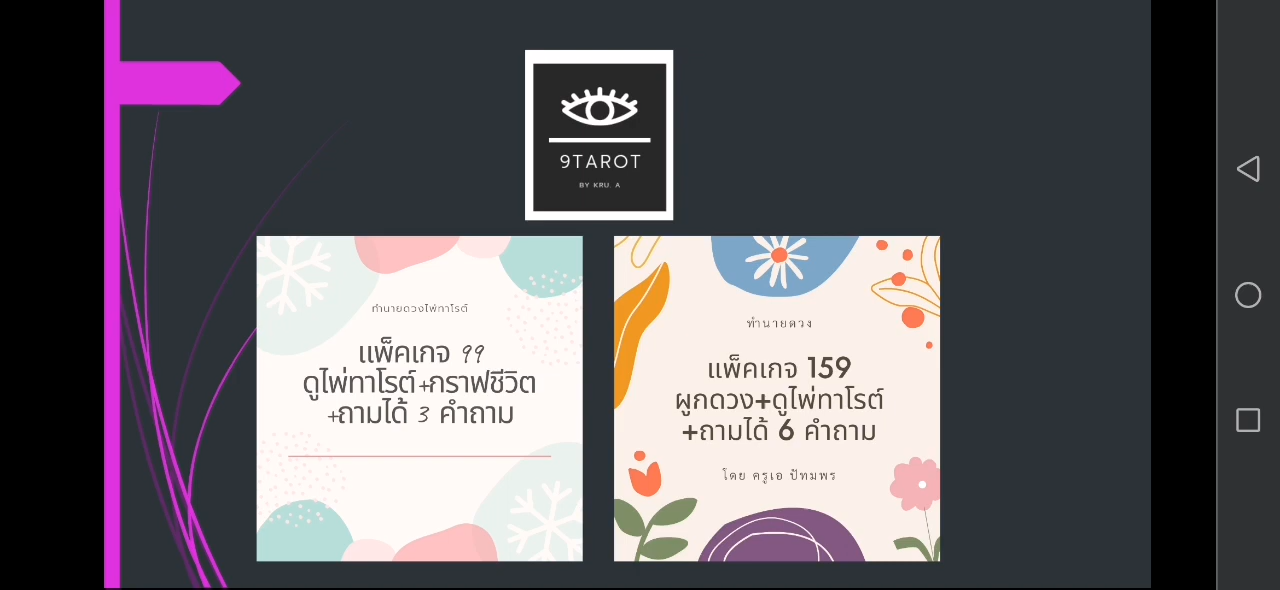 9TAROT
BY KRU. A
ทำนายดวงไพ่ทาโรต์
แพ็คเกจ 99
ดูไพ่ทาโรต์+กราฟชีวิต
+ถามได้ 3 คำถาม
ทำนายดวง
แพ็คเกจ 159
ผูกดวง+ดูไพ่ทาโรต์
+ถามได้ 6 คำถาม
โดย ครูเอ ปัทมพร